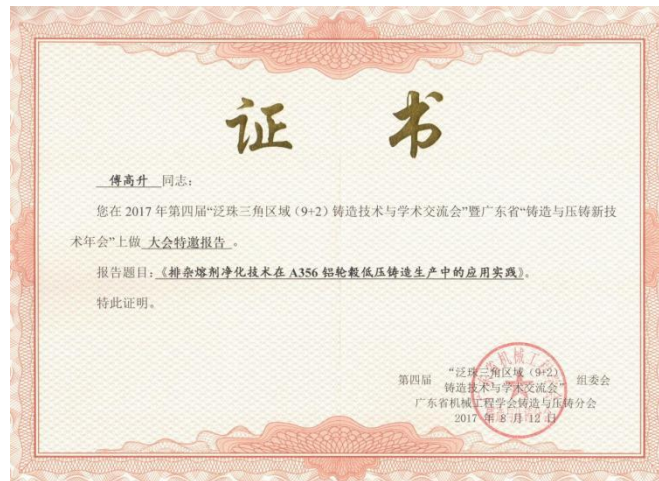 证 书
傅高升 同志：
您在 2017 年第四届“泛珠三角区域（9+2）铸造技术与学术交流会”暨广东省“铸造与压铸新技
术年会”上做 大会特邀报告 。
报告题目：《排杂熔剂净化技术在 A356 铝轮毂低压铸造生产中的应用实践》。
特此证明。
第四届 “泛珠三角区域（9+2）铸造技术与学术交流会” 组委会
广东省机械工程学会铸造与压铸分会
2017 年 8 月 12 日